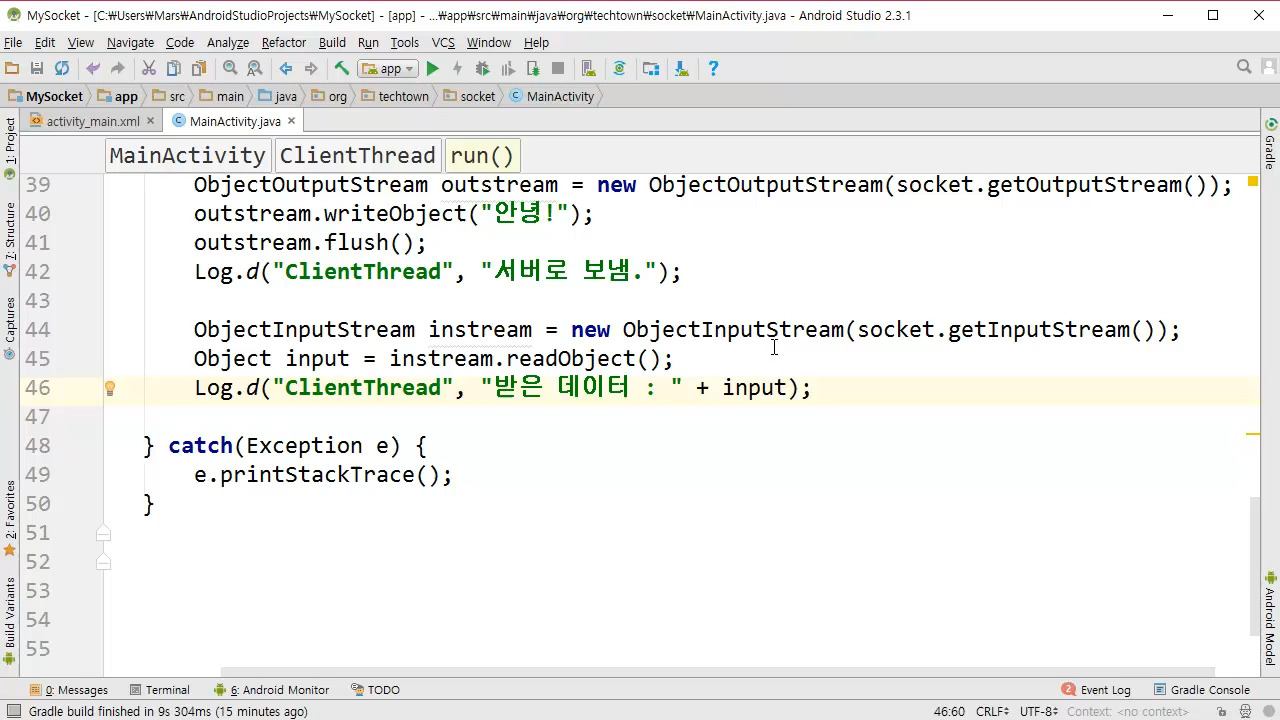 MySocket - [C:₩Users₩Mars₩AndroidStudioProjects₩MySocket] - [app] - ...₩app₩src₩main₩java₩org₩techtown₩socket₩MainActivity.java - Android Studio 2.3.1
File Edit View Navigate Code Analyze Refactor Build Run Tools VCS Window Help
app
MySocket app src main java org techtown socket MainActivity
activity_main.xml MainActivity.java
MainActivity ClientThread run()
39 ObjectOutputStream outstream = new ObjectOutputStream(socket.getOutputStream());
40 outstream.writeObject("안녕!");
41 outstream.flush();
42 Log.d("ClientThread", "서버로 보냄.");
43
44 ObjectInputStream instream = new ObjectInputStream(socket.getInputStream());
45 Object input = instream.readObject();
46 Log.d("ClientThread", "받은 데이터 : " + input);
47
48 } catch(Exception e) {
49 e.printStackTrace();
50 }
51
52
53
54
55
1: Project
7: Structure
Captures
2: Favorites
Build Variants
Gradle
Android Model
0: Messages Terminal 6: Android Monitor TODO 2 Event Log Gradle Console
Gradle build finished in 9s 304ms (15 minutes ago) 46:60 CRLF UTF-8 Context: <no context>